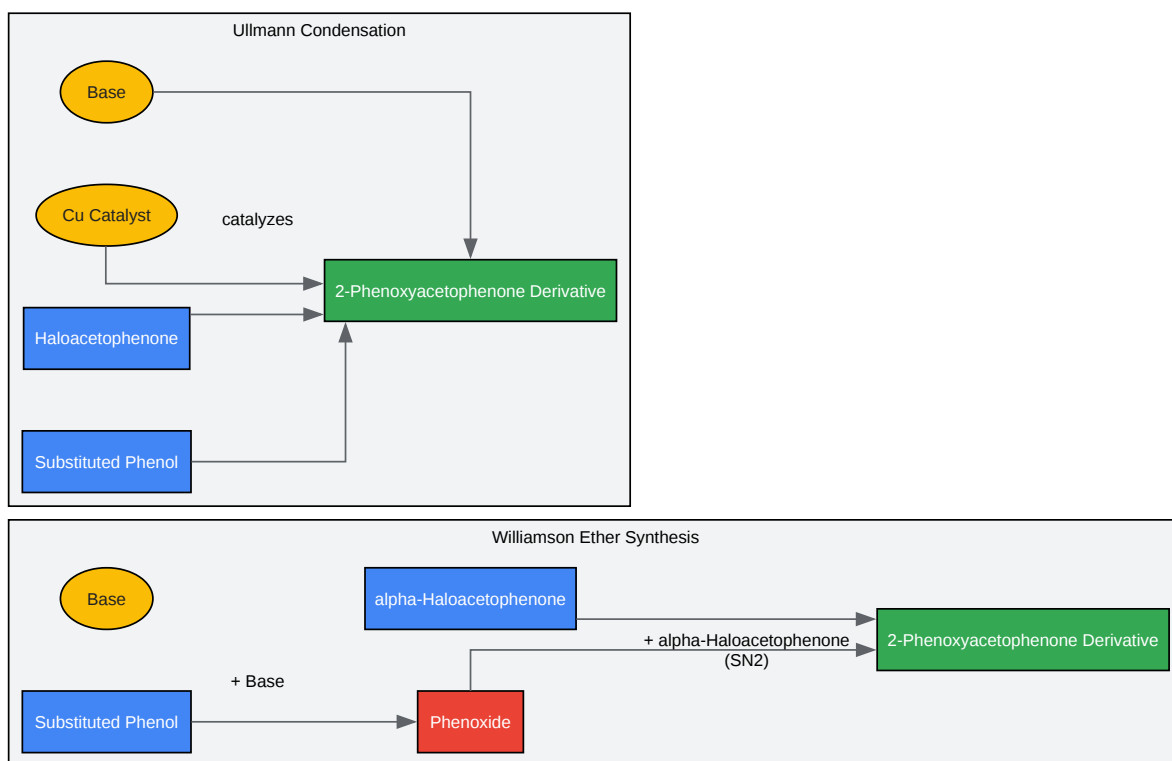 Ullmann Condensation
Base
Cu Catalyst
catalyzes
2-Phenoxyacetophenone Derivative
Haloacetophenone
Substituted Phenol
Williamson Ether Synthesis
Base
alpha-Haloacetophenone
+ alpha-Haloacetophenone
(SN2)
2-Phenoxyacetophenone Derivative
+ Base
Substituted Phenol
Phenoxide